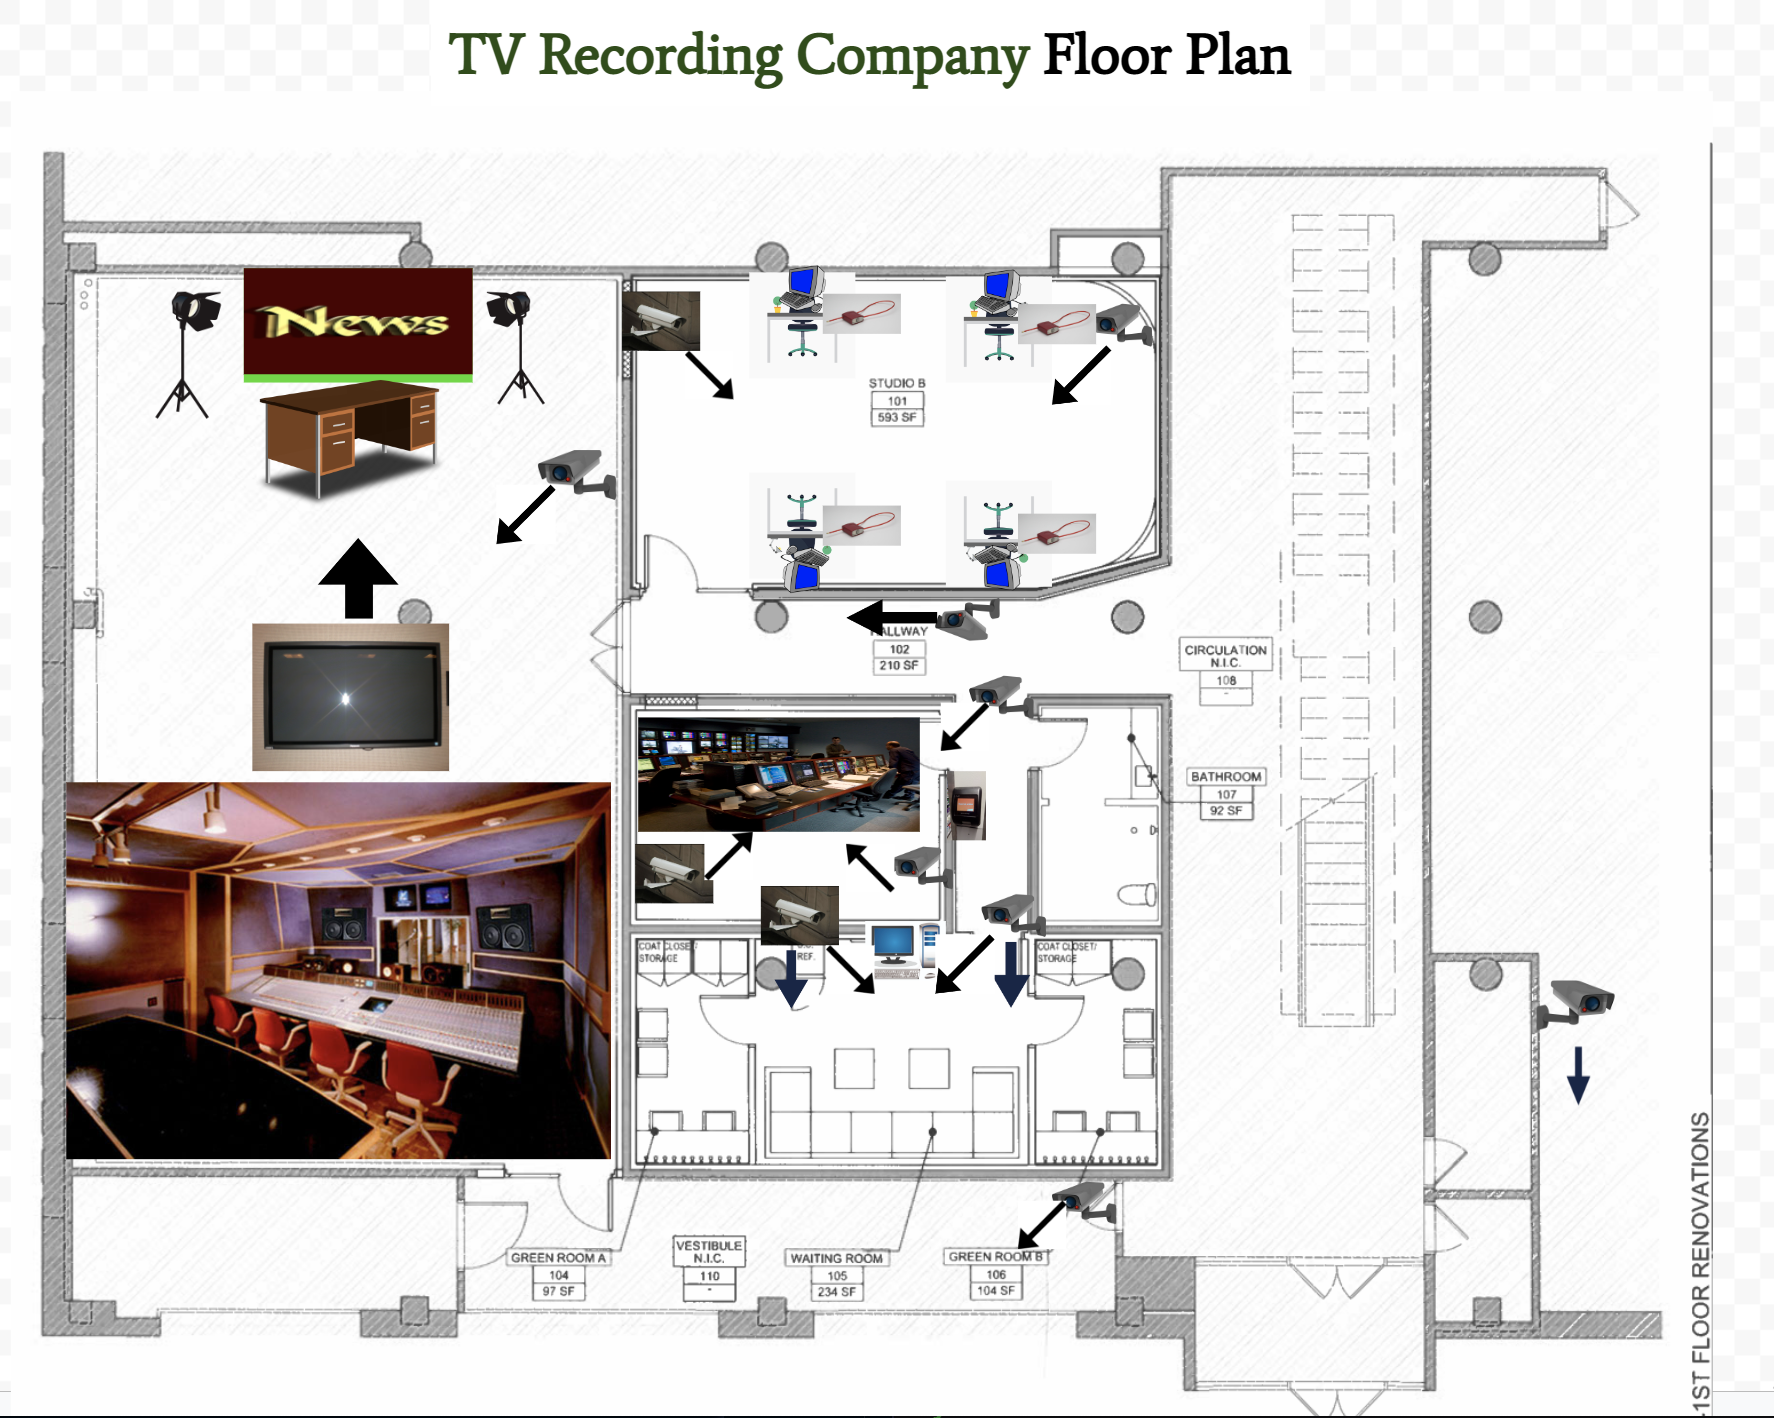 TV Recording Company Floor Plan
News
STUDIO B
101
593 SF
HALLWAY
102
210 SF
CIRCULATION
N.I.C.
108
-
BATHROOM
107
92 SF
COAT CLOSET/
STORAGE
REF.
COAT CLOSET/
STORAGE
GREEN ROOM A
104
97 SF
VESTIBULE
N.I.C.
110
-
WAITING ROOM
105
234 SF
GREEN ROOM B
106
104 SF
-1ST FLOOR RENOVATIONS